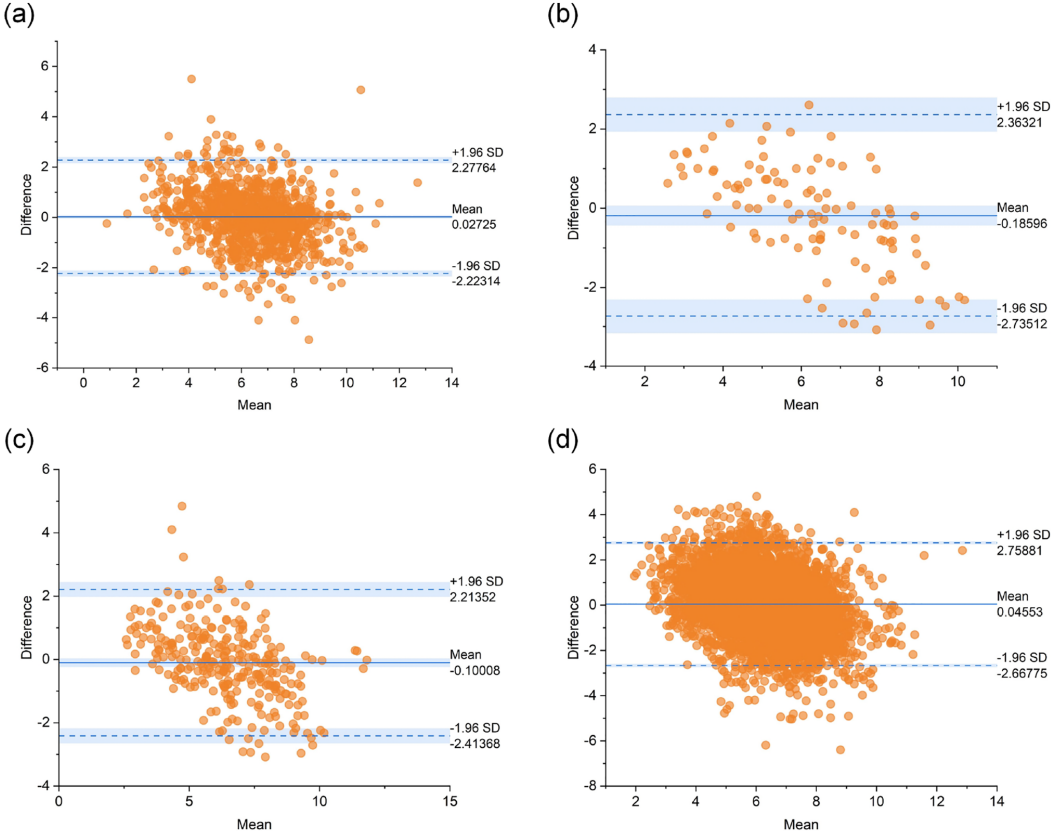 (a)
6
4
2
0
-2
-4
-6
Difference
0
2
4
6
8
10
12
14
Mean
+1.96 SD
2.27764
Mean
0.02725
-1.96 SD
-2.22314
(b)
4
2
0
-2
-4
Difference
2
4
6
8
10
Mean
+1.96 SD
2.36321
Mean
-0.18596
-1.96 SD
-2.73512
(c)
6
4
2
0
-2
-4
Difference
0
5
10
15
Mean
+1.96 SD
2.21352
Mean
-0.10008
-1.96 SD
-2.41368
(d)
6
4
2
0
-2
-4
-6
-8
Difference
2
4
6
8
10
12
14
Mean
+1.96 SD
2.75881
Mean
0.04553
-1.96 SD
-2.66775